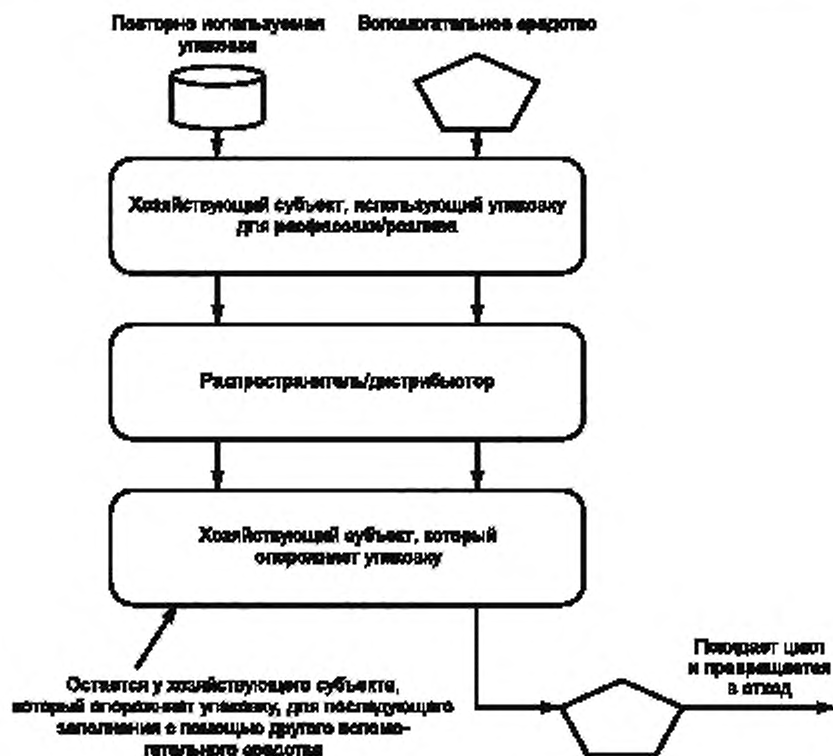 Повторно используемая
упаковка
Вспомогательное средство
Хозяйствующий субъект, использующий упаковку
для расфасовки/розлива
Распространитель/дистрибьютор
Хозяйствующий субъект, который
опорожняет упаковку
Остается у хозяйствующего субъекта,
который опорожняет упаковку, для последующего
заполнения с помощью другого вспомо-
гательного средства
Покидает цикл
и превращается
в отход